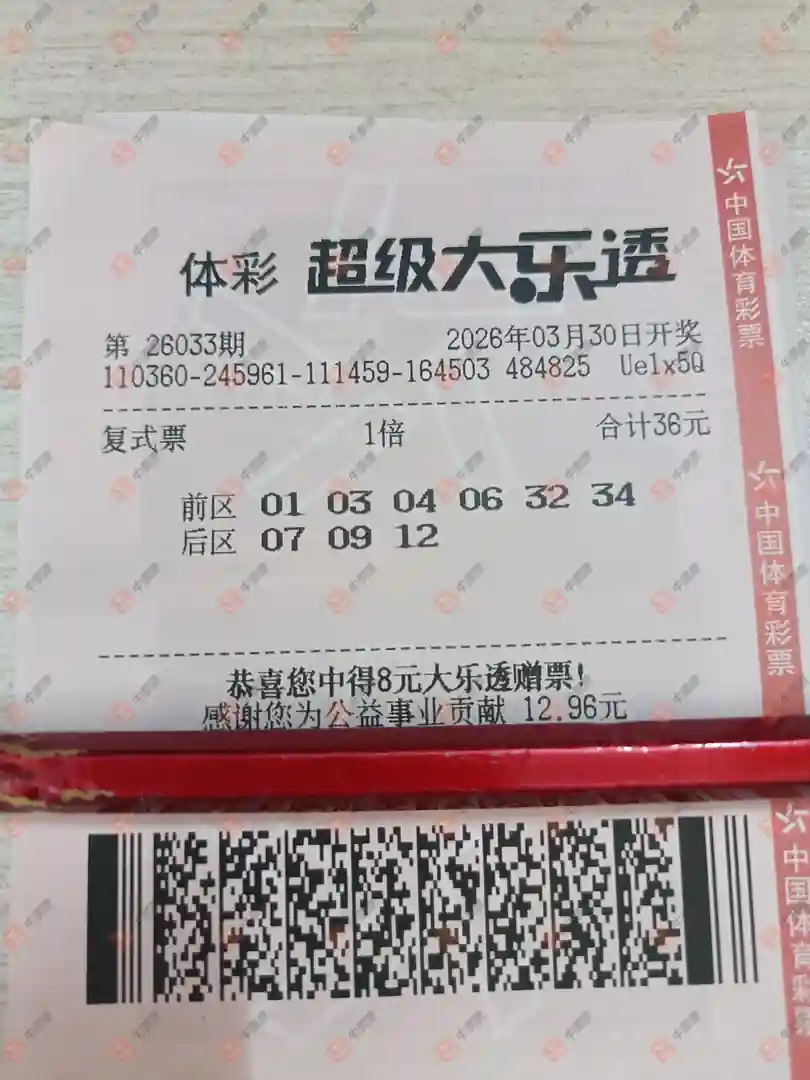 体彩 超级大乐透
第 26033期 2026年03月30日开奖
110360-245961-111459-164503 484825 Ue1x5Q
复式票 1倍 合计36元
前区 01 03 04 06 32 34
后区 07 09 12
恭喜您中得8元大乐透赠票!
感谢您为公益事业贡献 12.96元
中国体育彩票
中国体育彩票
中国体育彩